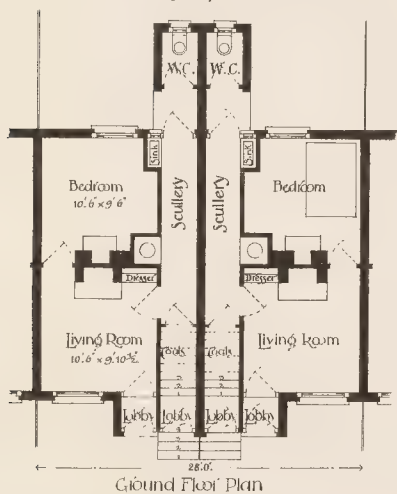 W.C. W.C.
Sink Sink
Bedroom
10'.6" × 9'.6"
Scullery Scullery
Bedroom
Dresser Dresser
Living Room
10'.6" × 9'.10½"
Coals Coals
Living Room
Lobby Lobby Lobby Lobby
28'.0"
Ground Floor Plan